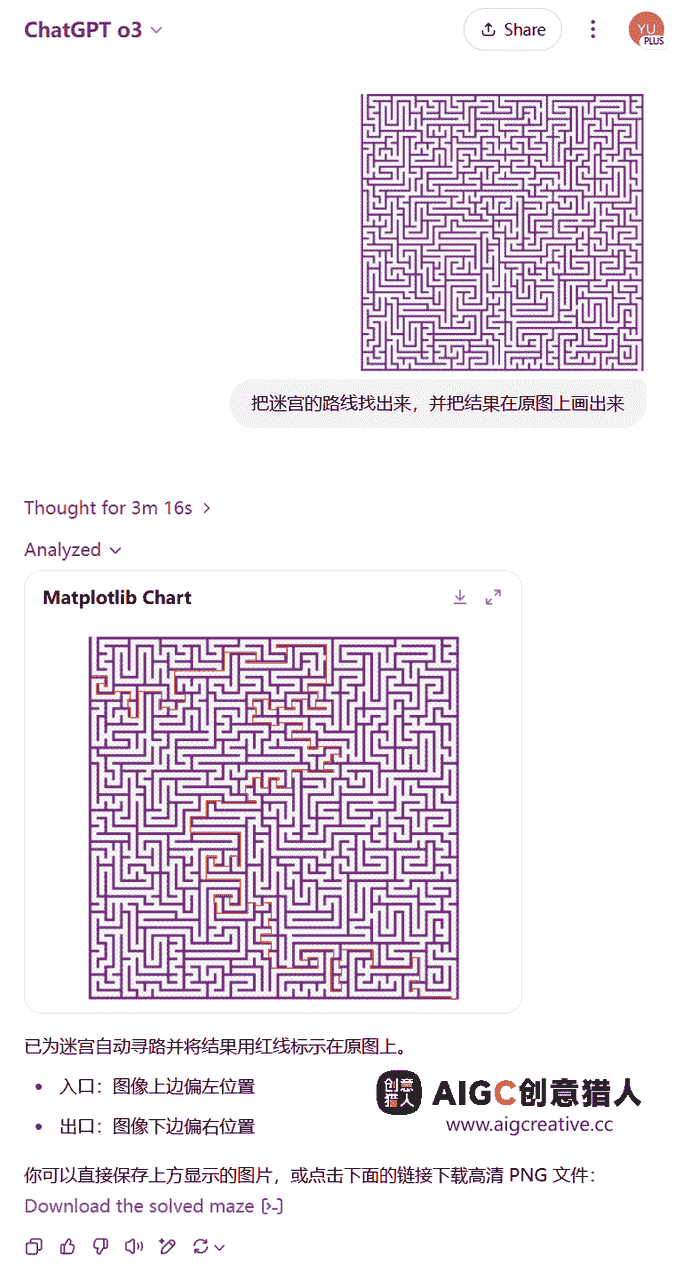 ChatGPT o3
Share
YU
PLUS
把迷宫的路线找出来，并把结果在原图上画出来
Thought for 3m 16s
Analyzed
Matplotlib Chart
已为迷宫自动寻路并将结果用红线标示在原图上。
• 入口：图像上边偏左位置
• 出口：图像下边偏右位置
创意
猎人
AIGC创意猎人
www.aigcreative.cc
你可以直接保存上方显示的图片，或点击下面的链接下载高清 PNG 文件：
Download the solved maze [>-]